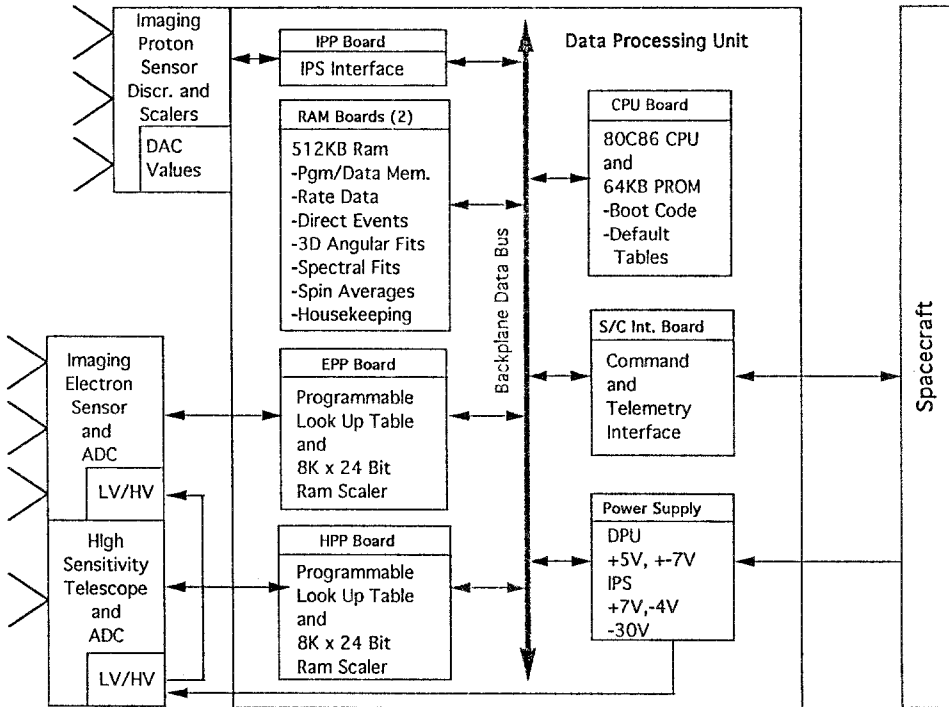 Imaging
Proton
Sensor
Discr. and
Scalers
DAC
Values
IPP Board
IPS Interface
RAM Boards (2)
512KB Ram
-Pgm/Data Mem.
-Rate Data
-Direct Events
-3D Angular Fits
-Spectral Fits
-Spin Averages
-Housekeeping
Backplane Data Bus
Data Processing Unit
CPU Board
80C86 CPU
and
64KB PROM
-Boot Code
-Default
Tables
S/C Int. Board
Command
and
Telemetry
Interface
Spacecraft
Imaging
Electron
Sensor
and
ADC
LV/HV
EPP Board
Programmable
Look Up Table
and
8K x 24 Bit
Ram Scaler
High
Sensitivity
Telescope
and
ADC
LV/HV
HPP Board
Programmable
Look Up Table
and
8K x 24 Bit
Ram Scaler
Power Supply
DPU
+5V, +-7V
IPS
+7V,-4V
-30V